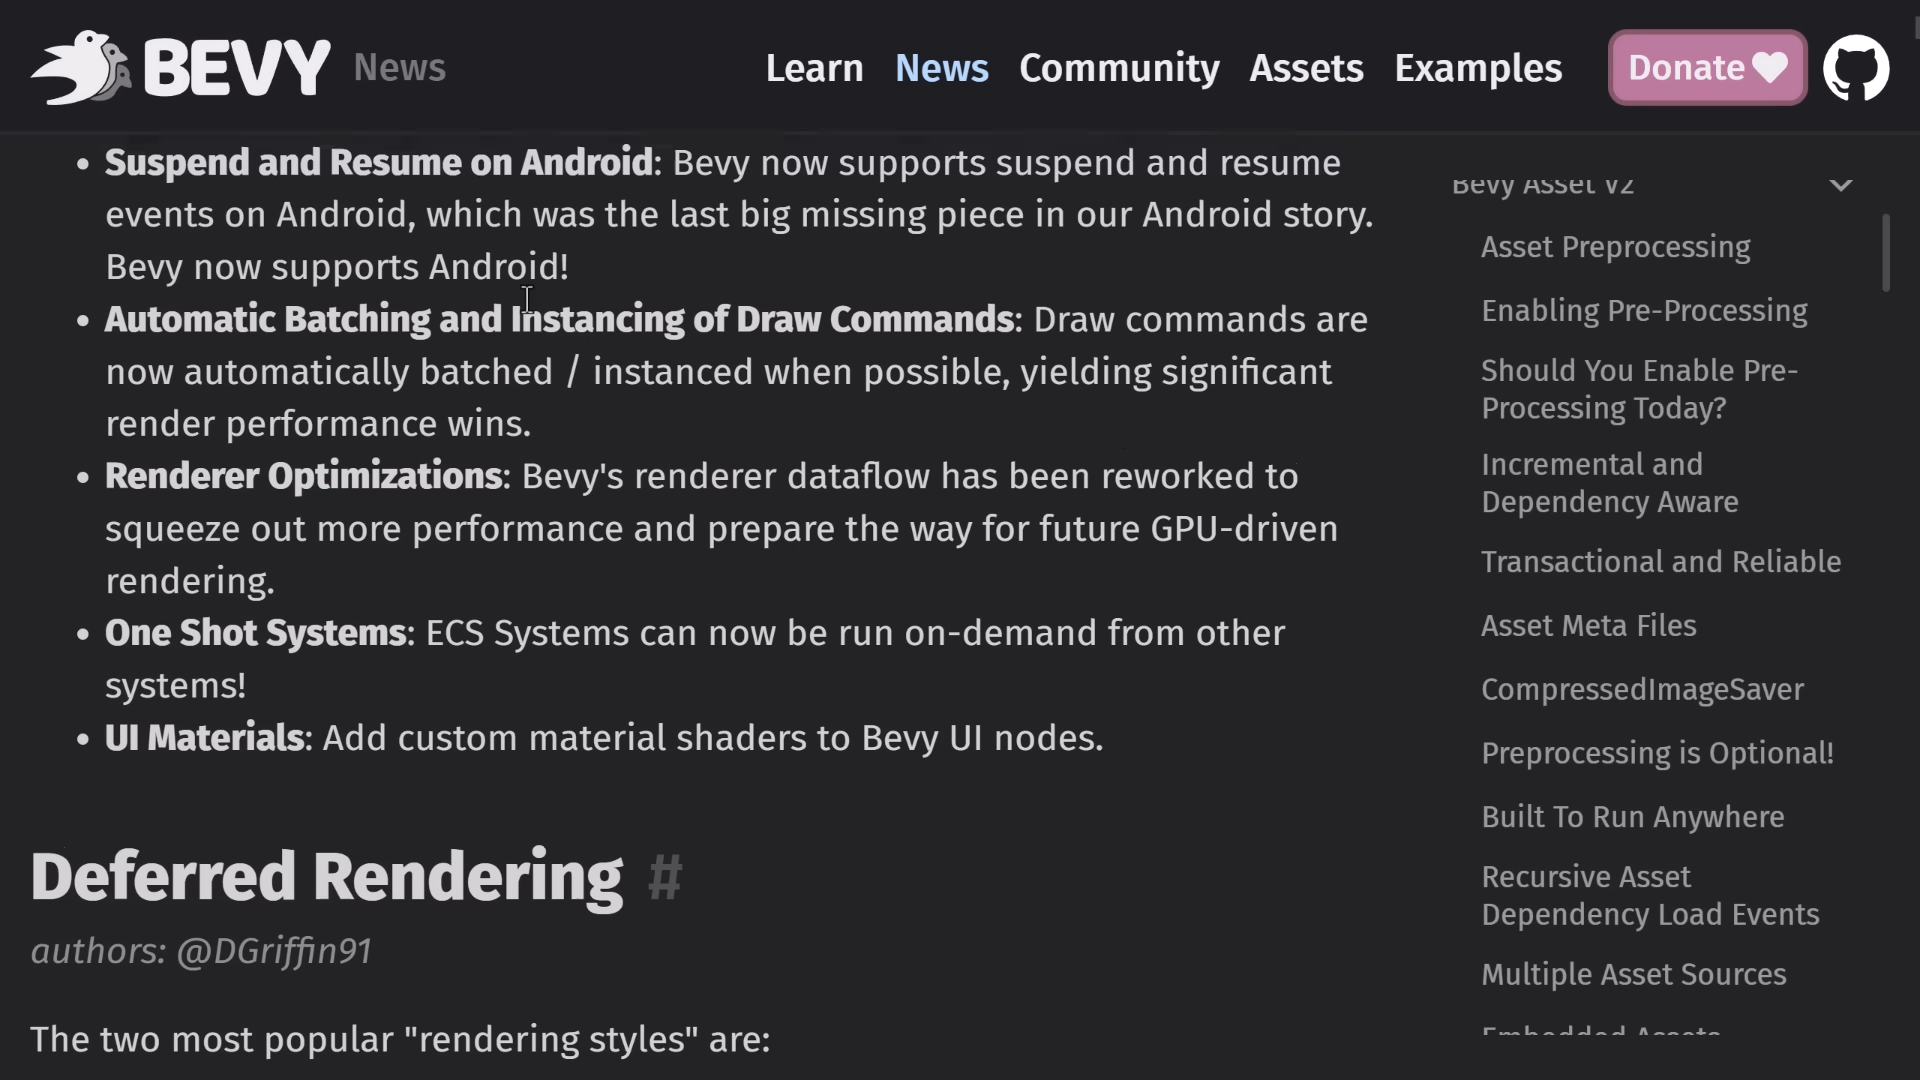 BEVY News Learn News Community Assets Examples Donate
• Suspend and Resume on Android: Bevy now supports suspend and resume
events on Android, which was the last big missing piece in our Android story.
Bevy now supports Android!
• Automatic Batching and Instancing of Draw Commands: Draw commands are
now automatically batched / instanced when possible, yielding significant
render performance wins.
• Renderer Optimizations: Bevy's renderer dataflow has been reworked to
squeeze out more performance and prepare the way for future GPU-driven
rendering.
• One Shot Systems: ECS Systems can now be run on-demand from other
systems!
• UI Materials: Add custom material shaders to Bevy UI nodes.
Deferred Rendering #
authors: @DGriffin91
The two most popular "rendering styles" are:
Bevy Asset V2
Asset Preprocessing
Enabling Pre-Processing
Should You Enable Pre-
Processing Today?
Incremental and
Dependency Aware
Transactional and Reliable
Asset Meta Files
CompressedImageSaver
Preprocessing is Optional!
Built To Run Anywhere
Recursive Asset
Dependency Load Events
Multiple Asset Sources
Embedded Assets